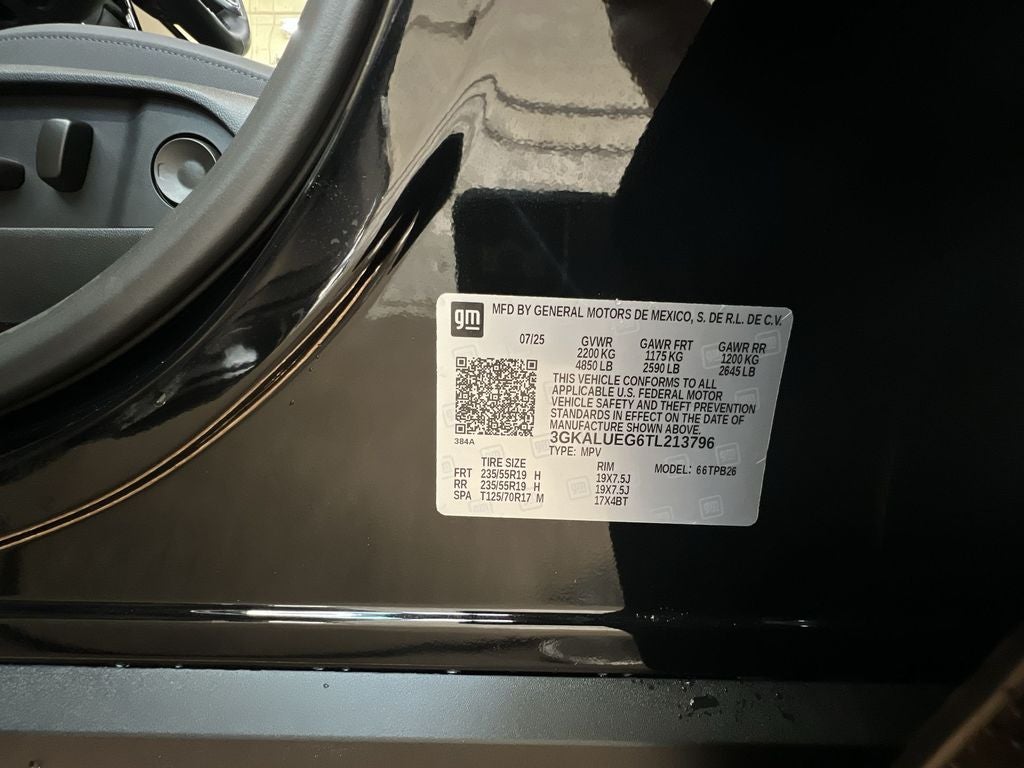 gm MFD BY GENERAL MOTORS DE MEXICO, S. DE R.L. DE C.V.
07/25 GVWR GAWR FRT GAWR RR
2200 KG 1175 KG 1200 KG
4850 LB 2590 LB 2645 LB
THIS VEHICLE CONFORMS TO ALL
APPLICABLE U.S. FEDERAL MOTOR
VEHICLE SAFETY AND THEFT PREVENTION
STANDARDS IN EFFECT ON THE DATE OF
MANUFACTURE SHOWN ABOVE.
384A
3GKALUEG6TL213796
TYPE: MPV
TIRE SIZE RIM MODEL: 66TPB26
FRT 235/55R19 H 19X7.5J
RR 235/55R19 H 19X7.5J
SPA T125/70R17 M 17X4BT